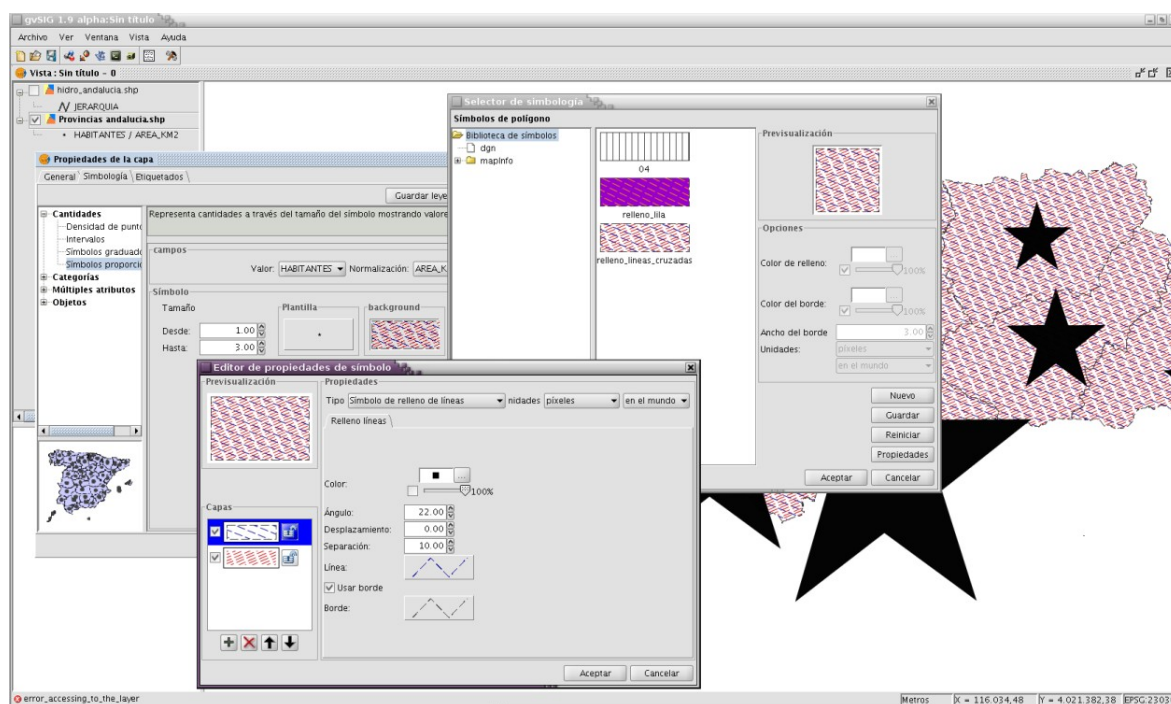 gvSIG 1.9 alpha:Sin título
Archivo Ver Ventana Vista Ayuda
Vista : Sin título - 0
hidro_andalucia.shp
JERARQUIA
Provincias andalucia.shp
HABITANTES / AREA_KM2
Propiedades de la capa
General Simbología Etiquetados
Guardar leye
Cantidades
Densidad de punt
Intervalos
Símbolos graduad
Símbolos proporci
Categorías
Múltiples atributos
Objetos
Representa cantidades a través del tamaño del símbolo mostrando valore
campos
Valor: HABITANTES Normalización: AREA_K
Símbolo
Tamaño
Plantilla
background
Desde: 1.00
Hasta: 3.00
Selector de simbología
Símbolos de polígono
Biblioteca de símbolos
dgn
mapinfo
04
relleno_lila
relleno_lineas_cruzadas
Previsualización
Opciones
Color de relleno:
100%
Color del borde:
100%
Ancho del borde 3.00
Unidades: píxeles
en el mundo
Nuevo
Guardar
Reiniciar
Propiedades
Aceptar Cancelar
Editor de propiedades de símbolo
Previsualización
Capas
Propiedades
Tipo Símbolo de relleno de líneas nidades píxeles en el mundo
Relleno líneas
Color:
100%
Ángulo: 22.00
Desplazamiento: 0.00
Separación: 10.00
Línea:
Usar borde
Borde:
Aceptar Cancelar
error_accessing_to_the_layer
Metros X = 116.034,48 Y = 4.021.382,38 EPSG:2303